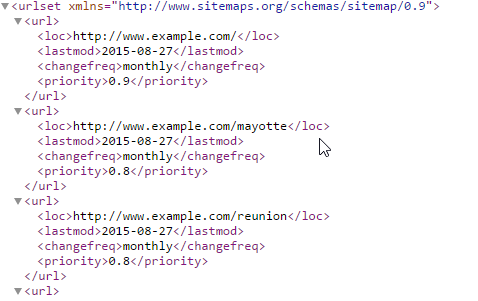 <urlset xmlns="http://www.sitemaps.org/schemas/sitemap/0.9">
<url>
<loc>http://www.example.com/</loc>
<lastmod>2015-08-27</lastmod>
<changefreq>monthly</changefreq>
<priority>0.9</priority>
</url>
<url>
<loc>http://www.example.com/mayotte</loc>
<lastmod>2015-08-27</lastmod>
<changefreq>monthly</changefreq>
<priority>0.8</priority>
</url>
<url>
<loc>http://www.example.com/reunion</loc>
<lastmod>2015-08-27</lastmod>
<changefreq>monthly</changefreq>
<priority>0.8</priority>
</url>
<url>